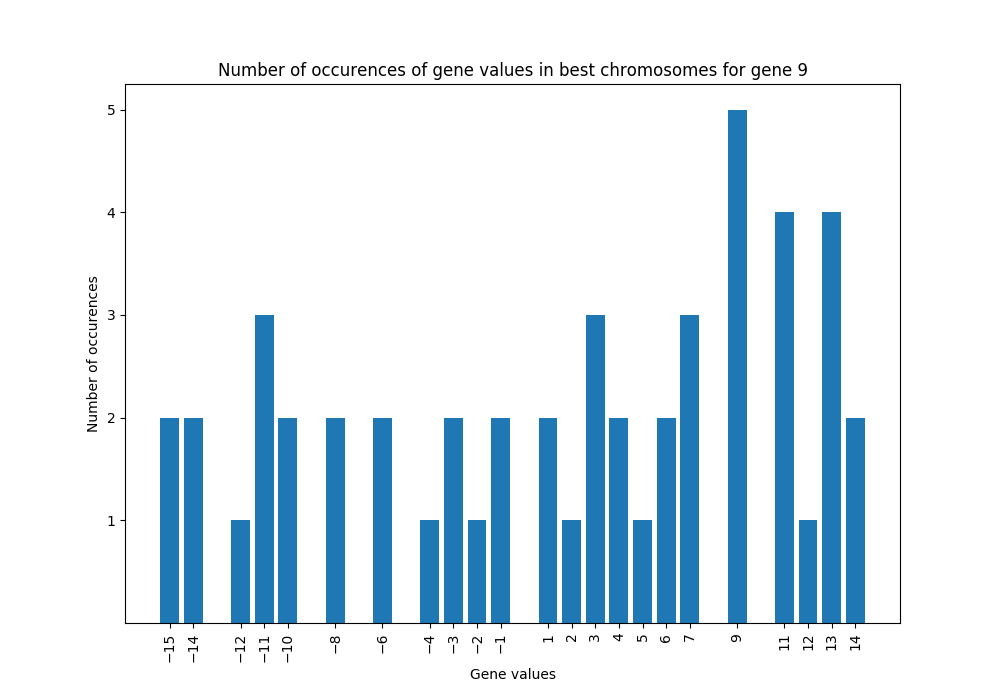 Number of occurences of gene values in best chromosomes for gene 9
Number of occurences
5
4
3
2
1
−15 −14 −12 −11 −10 −8 −6 −4 −3 −2 −1 1 2 3 4 5 6 7 9 11 12 13 14
Gene values